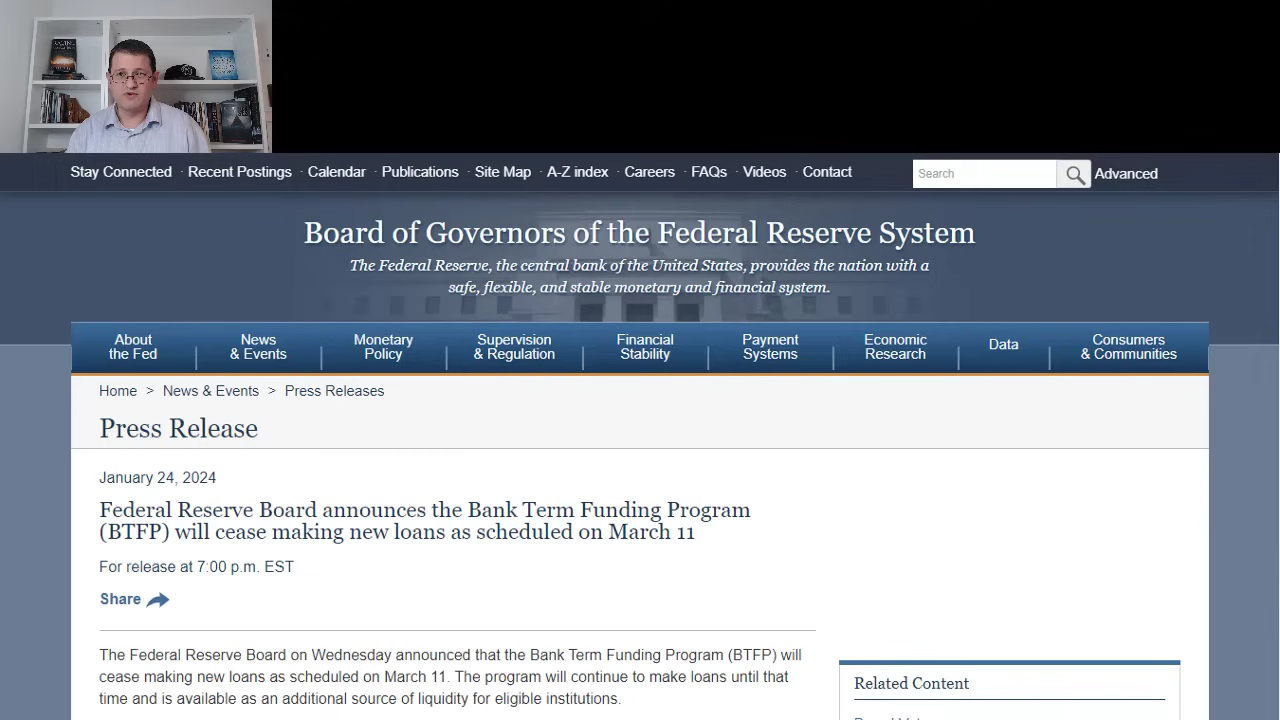 Stay Connected · Recent Postings · Calendar · Publications · Site Map · A-Z index · Careers · FAQs · Videos · Contact
Search
Advanced
Board of Governors of the Federal Reserve System
The Federal Reserve, the central bank of the United States, provides the nation with a
safe, flexible, and stable monetary and financial system.
About
the Fed
News
& Events
Monetary
Policy
Supervision
& Regulation
Financial
Stability
Payment
Systems
Economic
Research
Data
Consumers
& Communities
Home > News & Events > Press Releases
Press Release
January 24, 2024
Federal Reserve Board announces the Bank Term Funding Program
(BTFP) will cease making new loans as scheduled on March 11
For release at 7:00 p.m. EST
Share
The Federal Reserve Board on Wednesday announced that the Bank Term Funding Program (BTFP) will
cease making new loans as scheduled on March 11. The program will continue to make loans until that
time and is available as an additional source of liquidity for eligible institutions.
Related Content